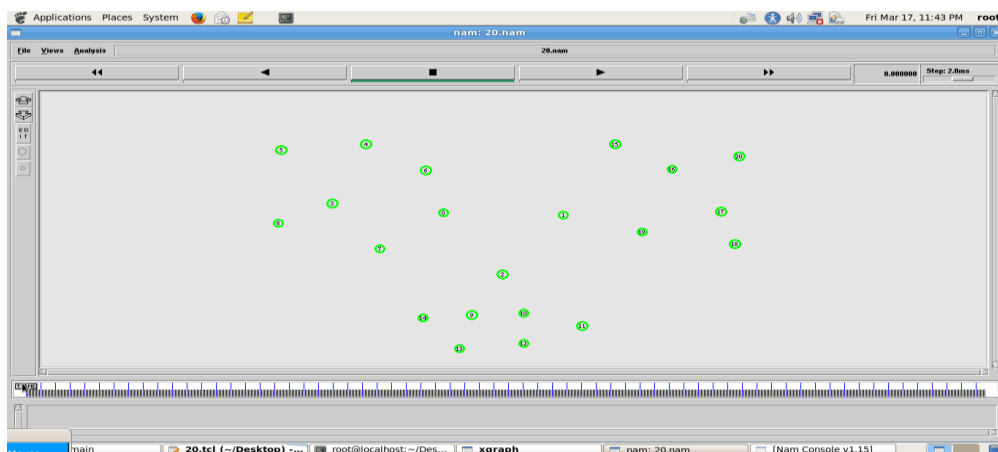 Applications Places System Fri Mar 17, 11:43 PM root
nam: 20.nam
File Views Analysis 20.nam
0.000000 Step: 2.0ms
E D
I T
4
15
5
20
6
16
3
0
17
1
8
19
18
7
2
10
9
14
11
12
13
TIME
main 20.tcl (~/Desktop) -... root@localhost:~/Des... xgraph nam: 20.nam [Nam Console v1.15]